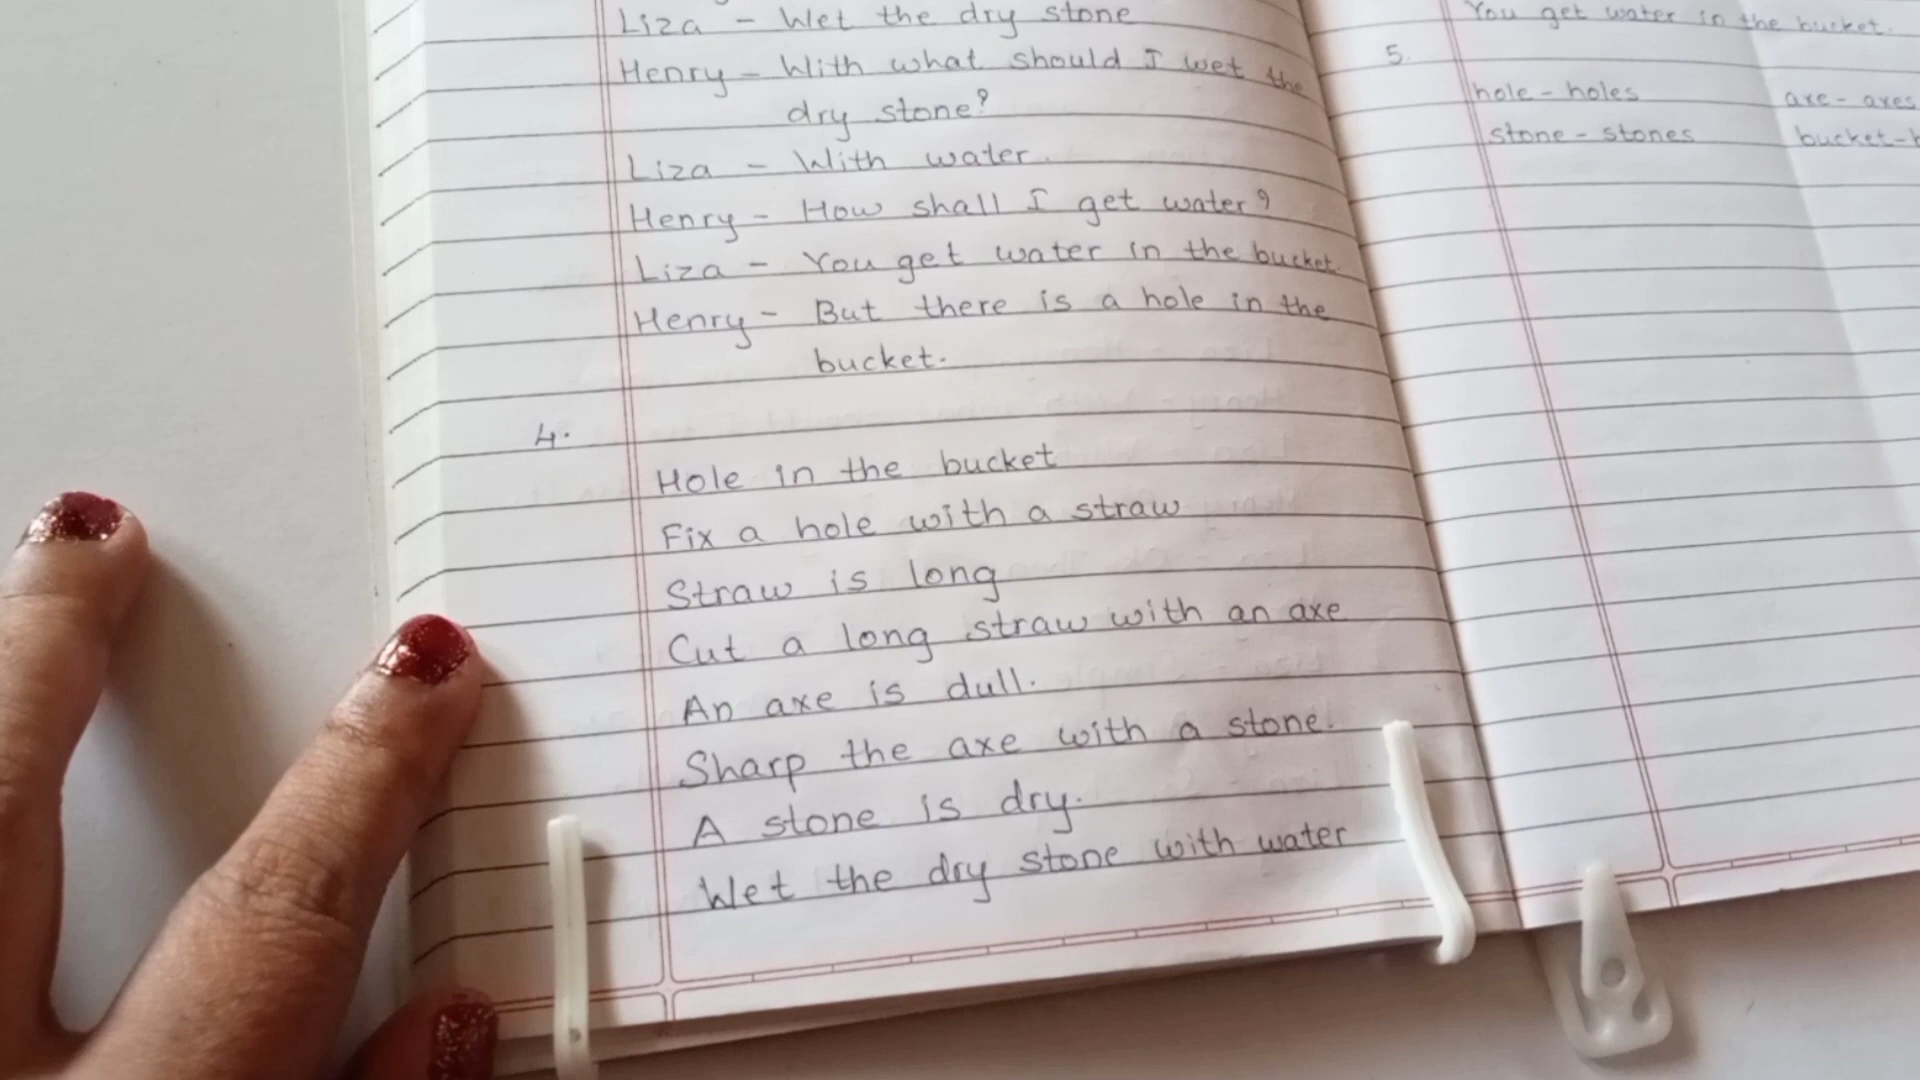 Liza - Wet the dry stone
Henry - With what should I wet the
dry stone?
Liza - With water.
Henry - How shall I get water?
Liza - You get water in the bucket.
Henry - But there is a hole in the
bucket.
4.
Hole in the bucket
Fix a hole with a straw
Straw is long
Cut a long straw with an axe
An axe is dull.
Sharp the axe with a stone.
A stone is dry.
Wet the dry stone with water
You get water in the bucket.
5.
hole - holes axe - axes
stone - stones bucket -